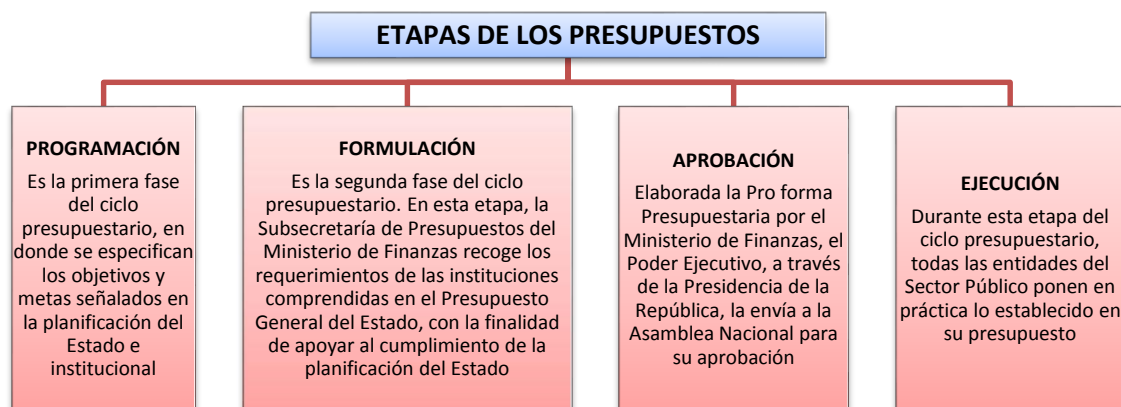 ETAPAS DE LOS PRESUPUESTOS
PROGRAMACIÓN
Es la primera fase
del ciclo
presupuestario, en
donde se especifican
los objetivos y
metas señalados en
la planificación del
Estado e
institucional
FORMULACIÓN
Es la segunda fase del ciclo
presupuestario. En esta etapa, la
Subsecretaría de Presupuestos del
Ministerio de Finanzas recoge los
requerimientos de las instituciones
comprendidas en el Presupuesto
General del Estado, con la finalidad
de apoyar al cumplimiento de la
planificación del Estado
APROBACIÓN
Elaborada la Pro forma
Presupuestaria por el
Ministerio de Finanzas, el
Poder Ejecutivo, a través
de la Presidencia de la
República, la envía a la
Asamblea Nacional para
su aprobación
EJECUCIÓN
Durante esta etapa del
ciclo presupuestario,
todas las entidades del
Sector Público ponen en
práctica lo establecido en
su presupuesto